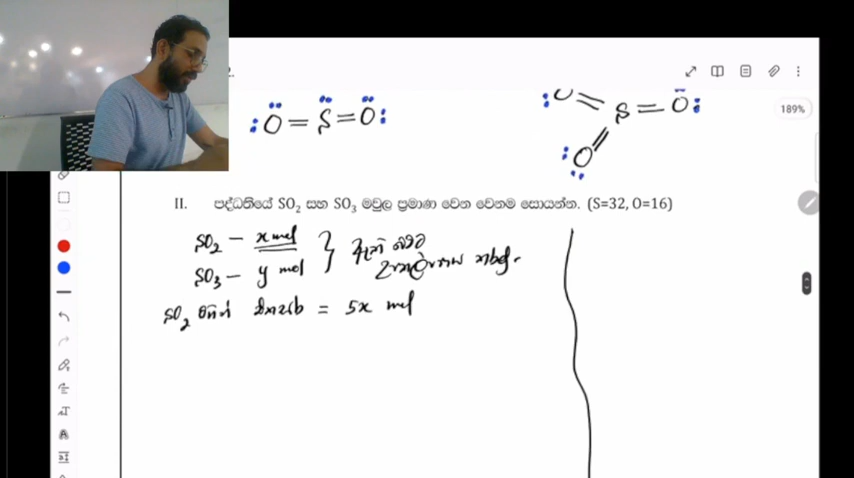 2.
:O = S = O:
:O = S = O:
:O
189%
II. පද්ධතියේ SO₂ සහ SO₃ මවුල ප්‍රමාණ වෙන වෙනම සොයන්න. (S=32, O=16)
SO₂ – x mol
SO₃ – y mol
SO₂ = 5x mol